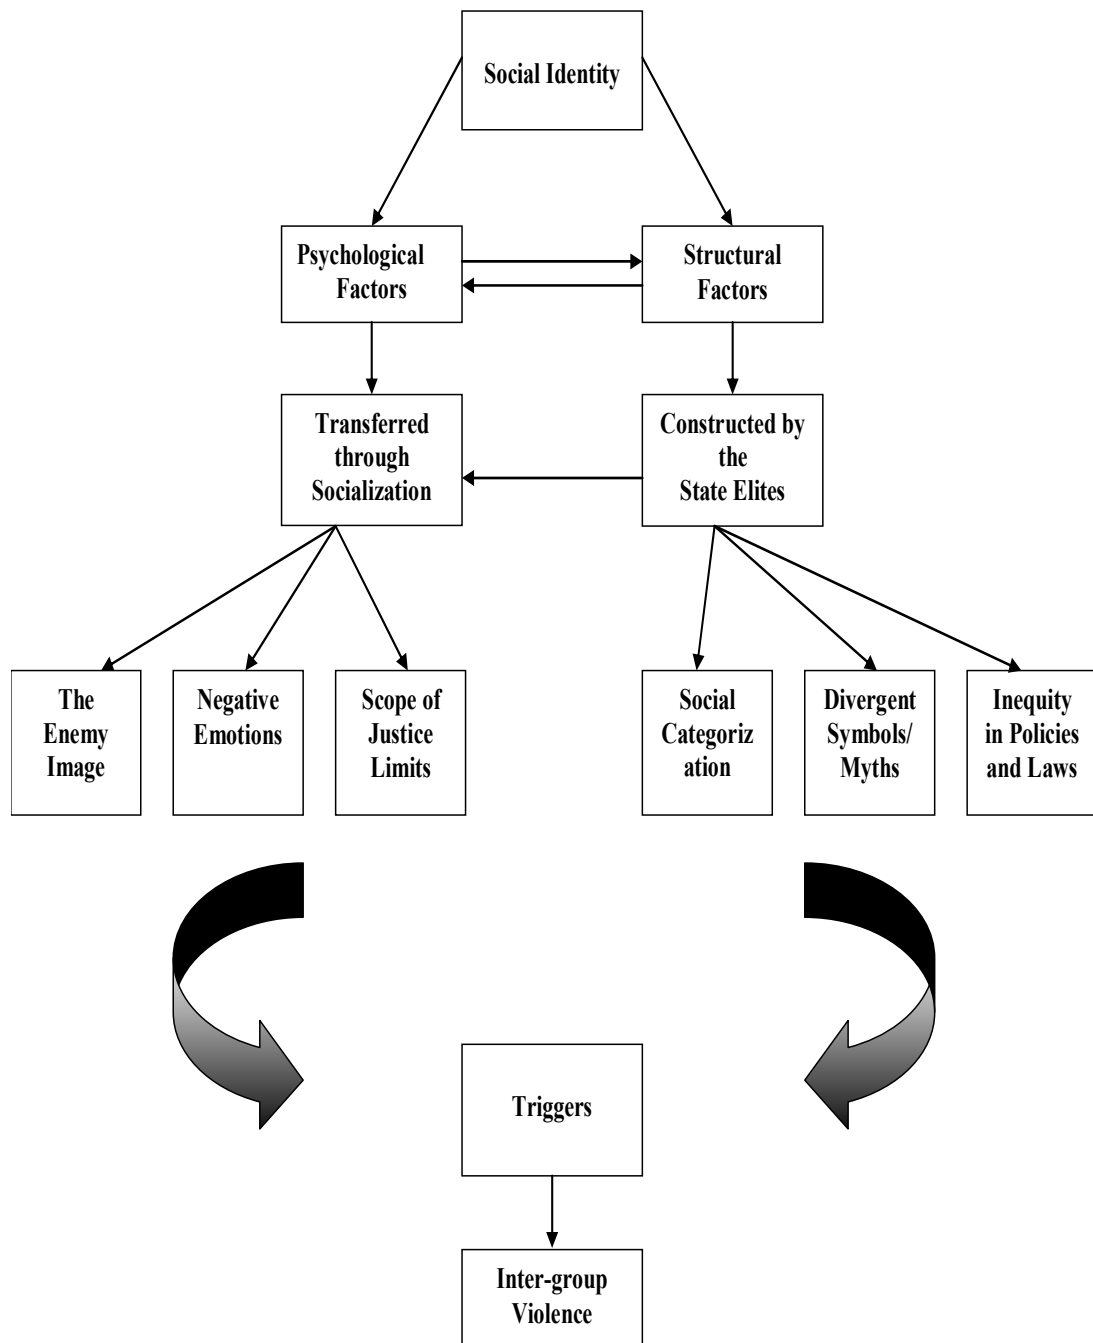 Social Identity
Psychological
Factors
Structural
Factors
Transferred
through
Socialization
Constructed by
the
State Elites
The
Enemy
Image
Negative
Emotions
Scope of
Justice
Limits
Social
Categoriz
ation
Divergent
Symbols/
Myths
Inequity
in Policies
and Laws
Triggers
Inter-group
Violence